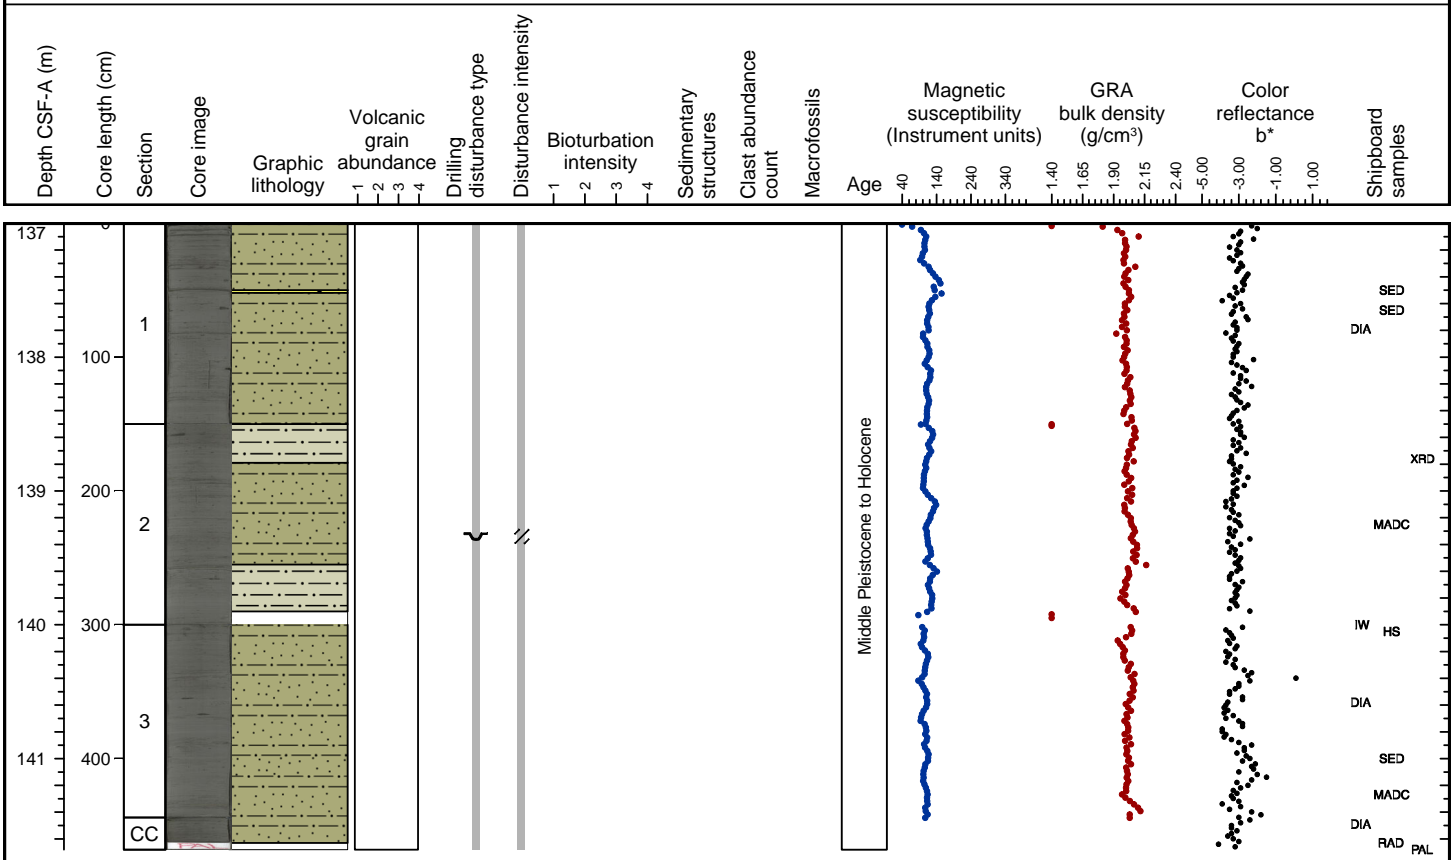 Depth CSF-A (m)
Core length (cm)
Section
Core image
Graphic
lithology
Volcanic
grain
abundance
1 2 3 4
Drilling
disturbance type
Disturbance intensity
Bioturbation
intensity
1 2 3 4
Sedimentary
structures
Clast abundance
count
Macrofossils
Age
Magnetic
susceptibility
(Instrument units)
40 140 240 340
GRA
bulk density
(g/cm³)
1.40 1.65 1.90 2.15 2.40
Color
reflectance
b*
-5.00 -3.00 -1.00 1.00
Shipboard
samples
137
138
139
140
141
0
100
200
300
400
1
2
3
CC
Middle Pleistocene to Holocene
SED
SED
DIA
XRD
MADC
IW HS
DIA
SED
MADC
DIA
RAD PAL